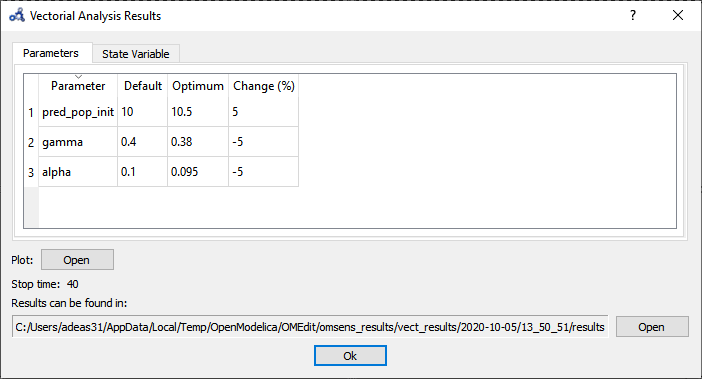 Vectorial Analysis Results ? ×
Parameters State Variable
Parameter Default Optimum Change (%)
1 pred_pop_init 10 10.5 5
2 gamma 0.4 0.38 -5
3 alpha 0.1 0.095 -5
Plot: Open
Stop time: 40
Results can be found in:
C:/Users/adeas31/AppData/Local/Temp/OpenModelica/OMEdit/omsens_results/vect_results/2020-10-05/13_50_51/results Open
Ok